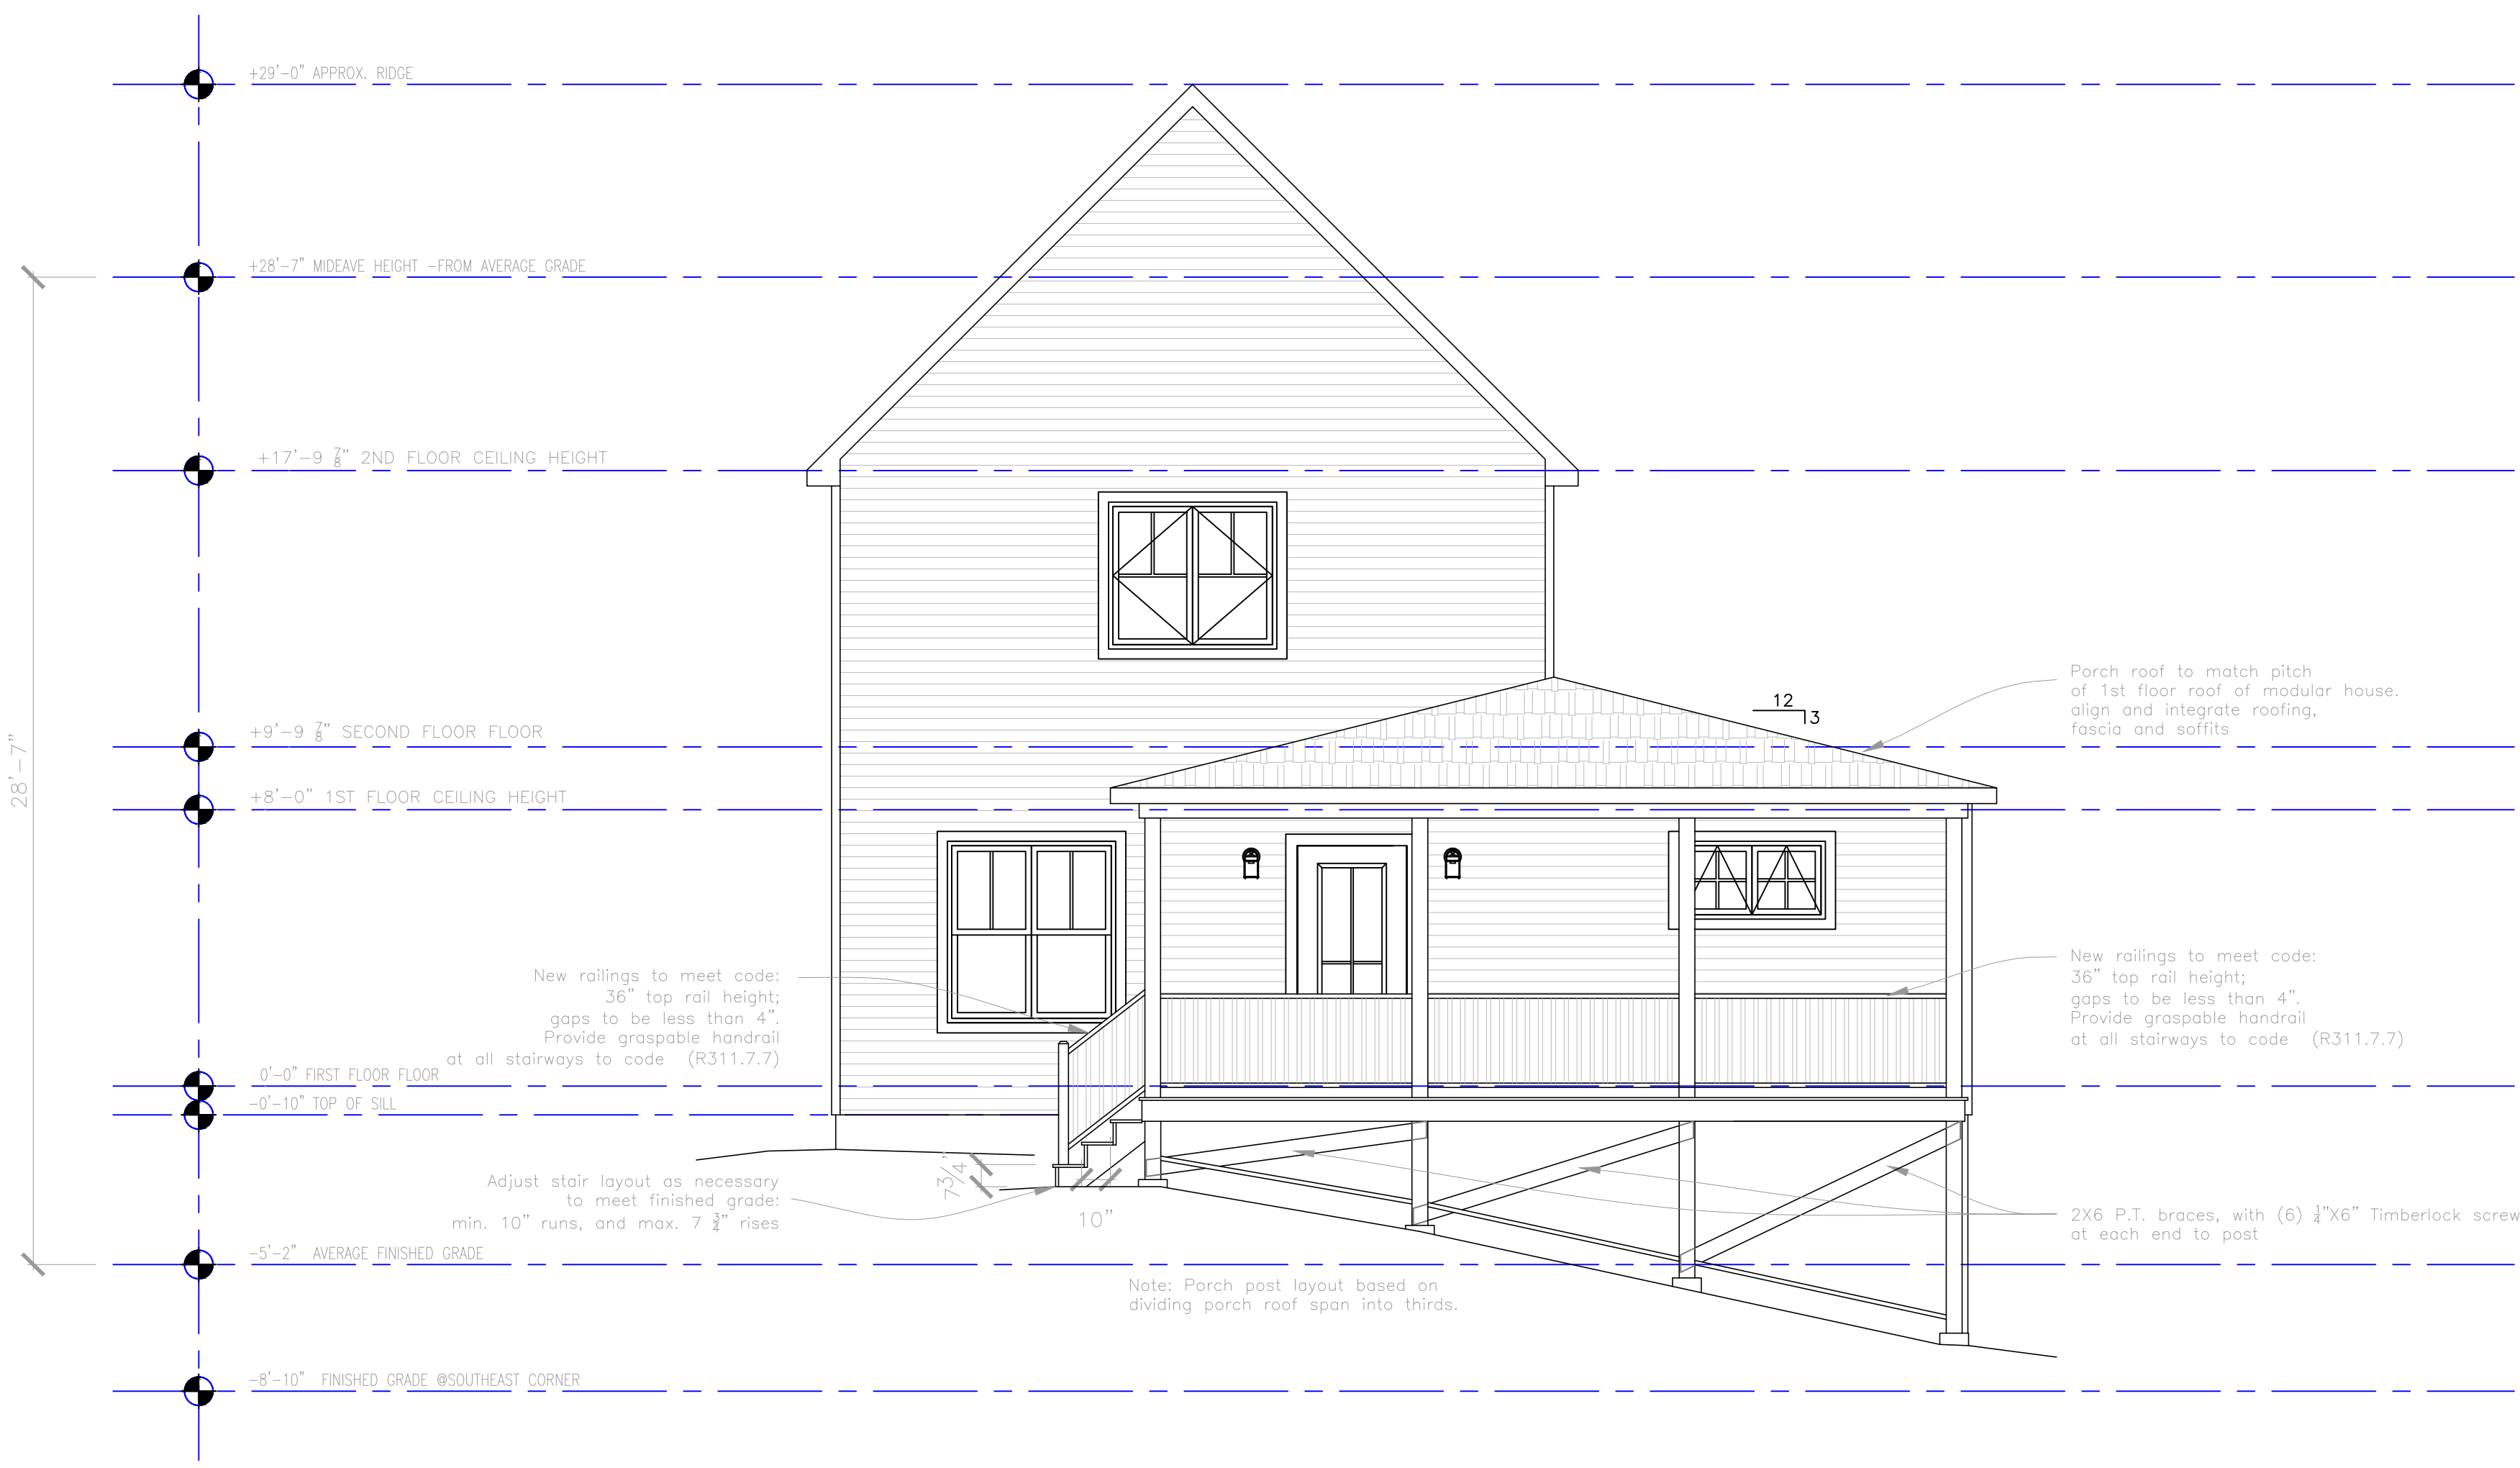 +29'-0" APPROX. RIDGE
+28'-7" MIDEAVE HEIGHT -FROM AVERAGE GRADE
28'-7"
+17'-9 7/8" 2ND FLOOR CEILING HEIGHT
Porch roof to match pitch
of 1st floor roof of modular house.
align and integrate roofing,
fascia and soffits
12
3
+9'-9 7/8" SECOND FLOOR FLOOR
+8'-0" 1ST FLOOR CEILING HEIGHT
New railings to meet code:
36" top rail height;
gaps to be less than 4".
Provide graspable handrail
at all stairways to code (R311.7.7)
New railings to meet code:
36" top rail height;
gaps to be less than 4".
Provide graspable handrail
at all stairways to code (R311.7.7)
0'-0" FIRST FLOOR FLOOR
-0'-10" TOP OF SILL
7 3/4"
10"
Adjust stair layout as necessary
to meet finished grade:
min. 10" runs, and max. 7 3/4" rises
2X6 P.T. braces, with (6) 1/4"X6" Timberlock screw
at each end to post
-5'-2" AVERAGE FINISHED GRADE
Note: Porch post layout based on
dividing porch roof span into thirds.
-8'-10" FINISHED GRADE @SOUTHEAST CORNER